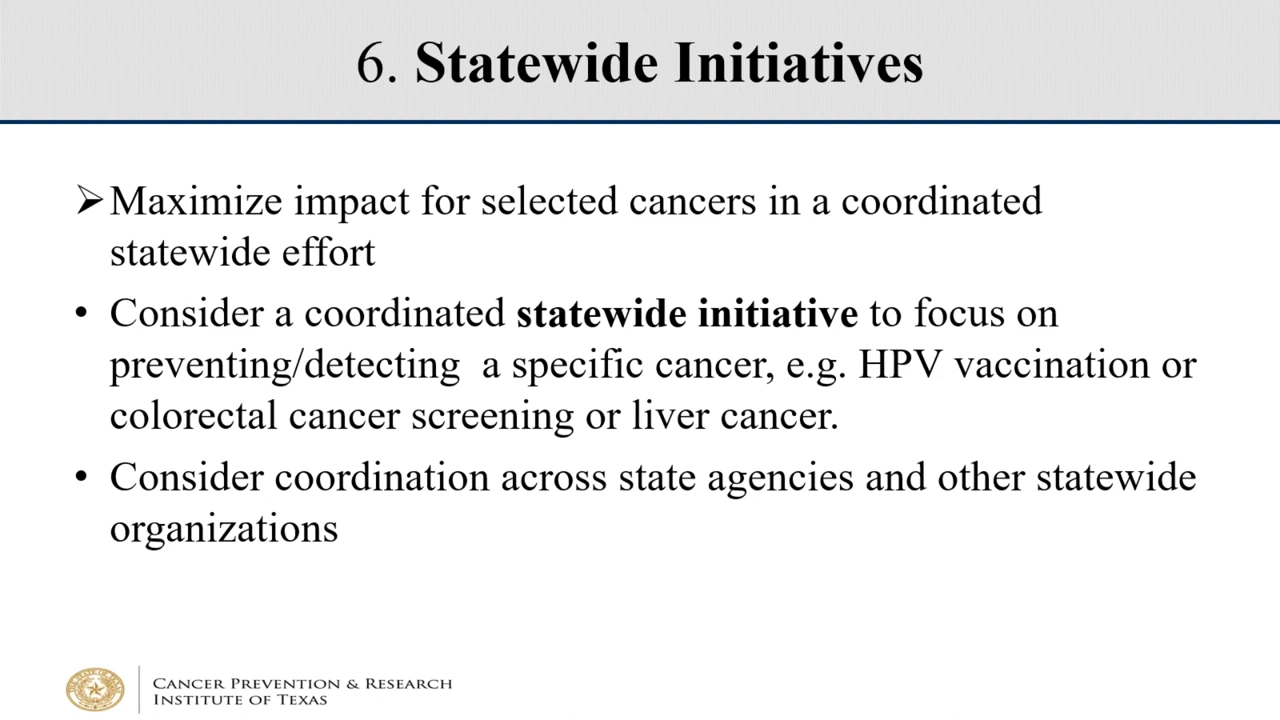 6. Statewide Initiatives
➢Maximize impact for selected cancers in a coordinated
statewide effort
• Consider a coordinated statewide initiative to focus on
preventing/detecting  a specific cancer, e.g. HPV vaccination or
colorectal cancer screening or liver cancer.
• Consider coordination across state agencies and other statewide
organizations
CANCER PREVENTION & RESEARCH
INSTITUTE OF TEXAS